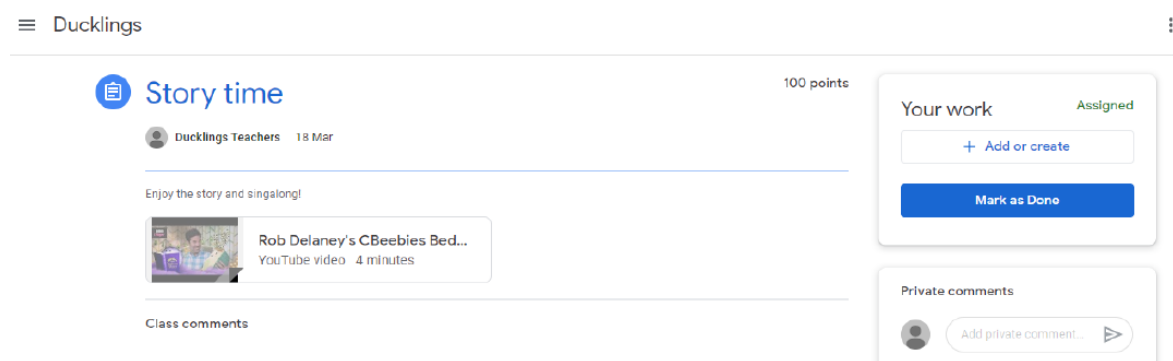 Ducklings
Story time
100 points
Ducklings Teachers 18 Mar
Enjoy the story and singalong!
Rob Delaney's CBeebies Bed...
YouTube video 4 minutes
Class comments
Your work
Assigned
+ Add or create
Mark as Done
Private comments
Add private comment...